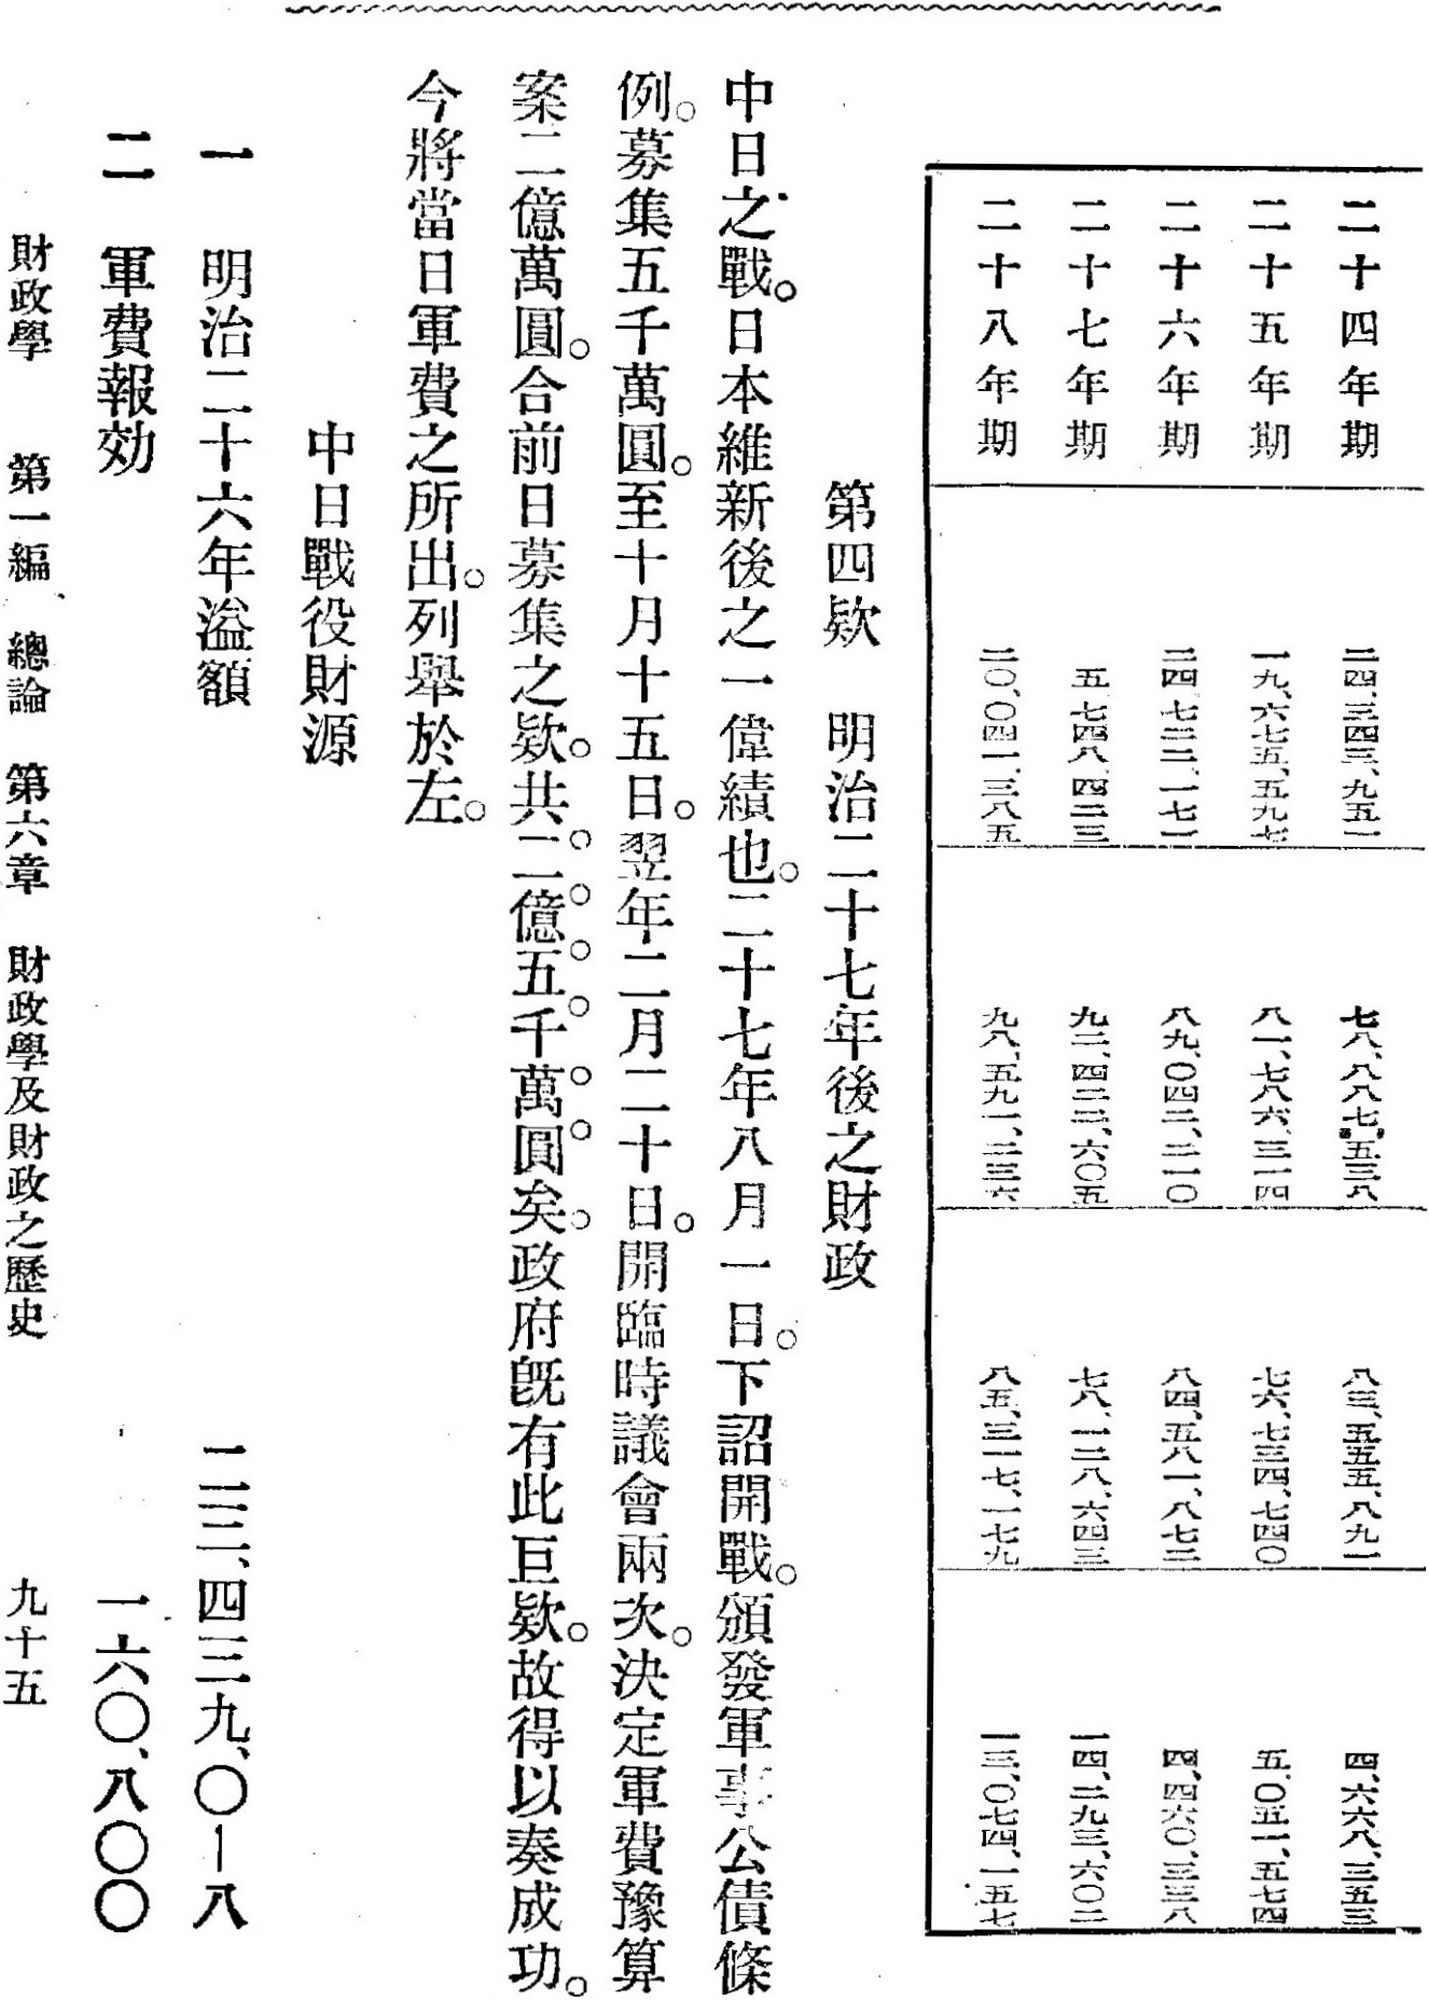 二十四年期　二四、三四三、九五一　七八、八八七、五三八　八三、五五五、八九一　四、六六八、三五三
二十五年期　一九、六七五、五九七　八一、七八六、三一四　七六、七三四、七四〇　五、〇五一、五七四
二十六年期　二四、七二二、一七一　八九、〇四二、二一〇　八四、五八一、八七二　四、四六〇、三三八
二十七年期　五、七四八、四二三　九二、四二二、六〇五　七八、一二八、六四三　一四、二九三、六〇二
二十八年期　二〇、〇四一、三八五　九八、五九一、二三六　八五、三一七、一七九　一三、〇七四、一五七
第四欵　明治二十七年後之財政
中日之戰。日本維新後之一偉績也。二十七年八月一日。下詔開戰。頒發軍事公債條
例。募集五千萬圓。至十月十五日。翌年二月二十日。開臨時議會兩次。決定軍費豫算
案二億萬圓。合前日募集之欵。共二億五千萬圓矣。政府旣有此巨欵。故得以奏成功。
今將當日軍費之所出。列舉於左。
中日戰役財源
一　明治二十六年溢額　二三、四三九、〇一八
二　軍費報効　一六〇、八〇〇
財政學　第一編　總論　第六章　財政學及財政之歷史　九十五